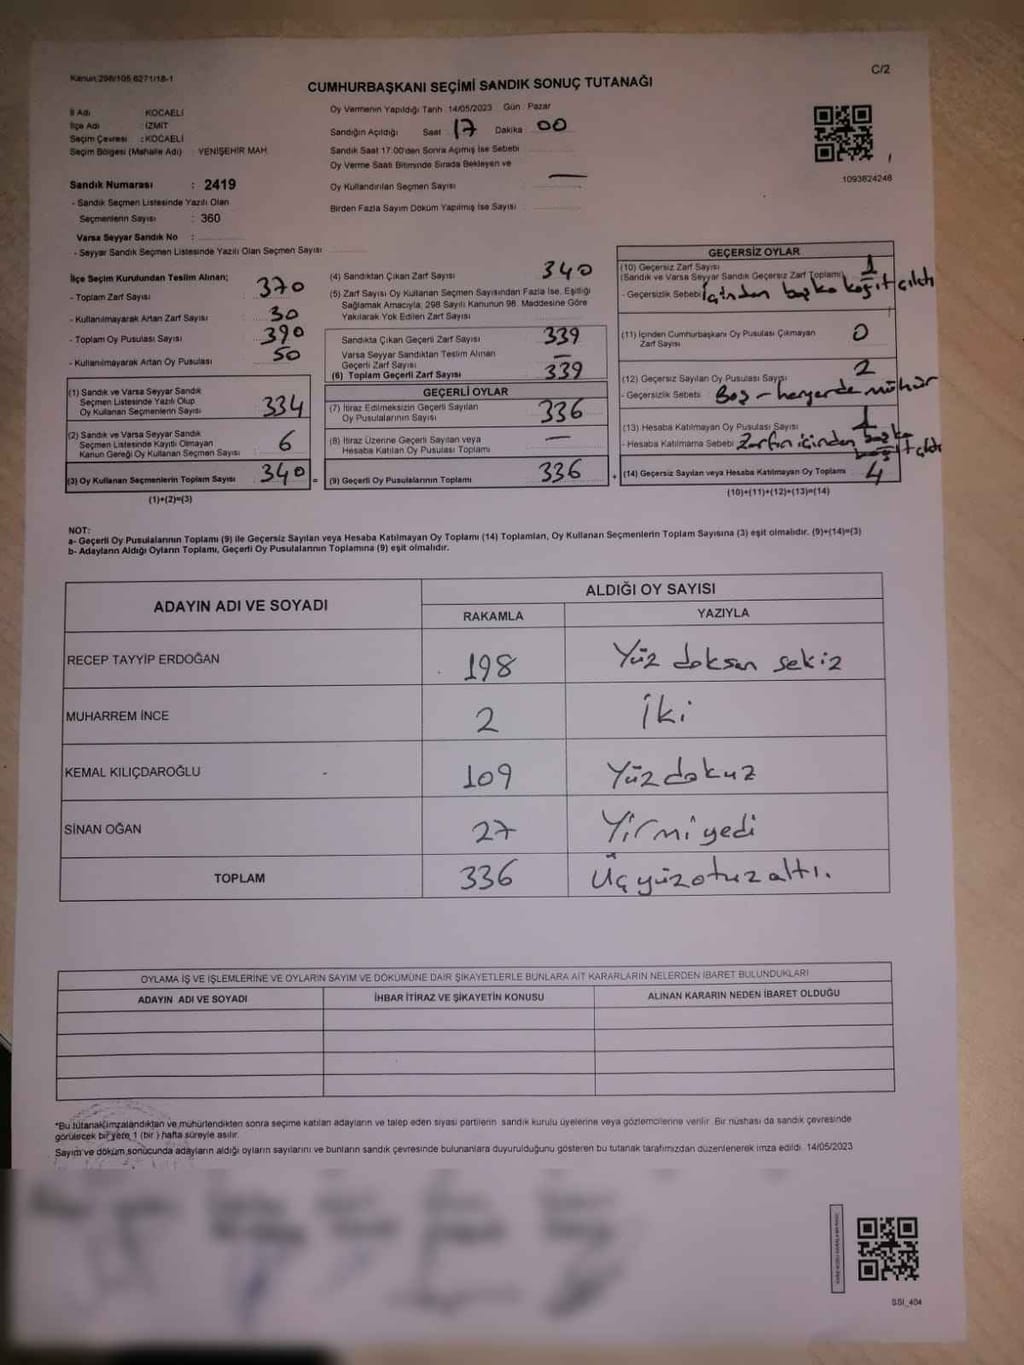 Kanun:298/105 6271/18-1
C/2
CUMHURBAŞKANI SEÇİMİ SANDIK SONUÇ TUTANAĞI
İl Adı KOCAELİ
İlçe Adı İZMİT
Seçim Çevresi : KOCAELİ
Seçim Bölgesi (Mahalle Adı) : YENİŞEHİR MAH.
Oy Vermenin Yapıldığı Tarih 14/05/2023 Gün : Pazar
Sandığın Açıldığı Saat 17 Dakika 00
Sandık Saat 17.00'den Sonra Açılmış İse Sebebi
Oy Verme Saati Bitiminde Sırada Bekleyen ve
Oy Kullandırılan Seçmen Sayısı —
Birden Fazla Sayım Döküm Yapılmış İse Sayısı
1093824248
Sandık Numarası : 2419
- Sandık Seçmen Listesinde Yazılı Olan
Seçmenlerin Sayısı : 360
Varsa Seyyar Sandık No :
- Seyyar Sandık Seçmen Listesinde Yazılı Olan Seçmen Sayısı
İlçe Seçim Kurulundan Teslim Alınan;
- Toplam Zarf Sayısı 370
- Kullanılmayarak Artan Zarf Sayısı 30
- Toplam Oy Pusulası Sayısı 390
- Kullanılmayarak Artan Oy Pusulası 50
(1) Sandık ve Varsa Seyyar Sandık
Seçmen Listesinde Yazılı Olup
Oy Kullanan Seçmenlerin Sayısı 334
(2) Sandık ve Varsa Seyyar Sandık
Seçmen Listesinde Kayıtlı Olmayan
Kanun Gereği Oy Kullanan Seçmen Sayısı 6
(3) Oy Kullanan Seçmenlerin Toplam Sayısı 340 =
(1)+(2)=(3)
(4) Sandıktan Çıkan Zarf Sayısı 340
(5) Zarf Sayısı Oy Kullanan Seçmen Sayısından Fazla İse, Eşitliği
Sağlamak Amacıyla, 298 Sayılı Kanunun 98. Maddesine Göre
Yakılarak Yok Edilen Zarf Sayısı
Sandıkta Çıkan Geçerli Zarf Sayısı 339
Varsa Seyyar Sandıktan Teslim Alınan
Geçerli Zarf Sayısı —
(6) Toplam Geçerli Zarf Sayısı 339
GEÇERLİ OYLAR
(7) İtiraz Edilmeksizin Geçerli Sayılan
Oy Pusulalarının Sayısı 336
(8) İtiraz Üzerine Geçerli Sayılan veya
Hesaba Katılan Oy Pusulası Toplamı —
(9) Geçerli Oy Pusulalarının Toplamı 336 +
GEÇERSİZ OYLAR
(10) Geçersiz Zarf Sayısı
(Sandık ve Varsa Seyyar Sandık Geçersiz Zarf Toplamı) 1
- Geçersizlik Sebebi İçinden başka kağıt çıktı
(11) İçinden Cumhurbaşkanı Oy Pusulası Çıkmayan
Zarf Sayısı 0
(12) Geçersiz Sayılan Oy Pusulası Sayısı 2
- Geçersizlik Sebebi Boş - heryerde mühür
(13) Hesaba Katılmayan Oy Pusulası Sayısı 1
- Hesaba Katılmama Sebebi Zarfın içinden başka
kağıt çıktı
(14) Geçersiz Sayılan veya Hesaba Katılmayan Oy Toplamı 4
(10)+(11)+(12)+(13)=(14)
NOT:
a- Geçerli Oy Pusulalarının Toplamı (9) ile Geçersiz Sayılan veya Hesaba Katılmayan Oy Toplamı (14) Toplamları, Oy Kullanan Seçmenlerin Toplam Sayısına (3) eşit olmalıdır. (9)+(14)=(3)
b- Adayların Aldığı Oyların Toplamı, Geçerli Oy Pusulalarının Toplamına (9) eşit olmalıdır.
ADAYIN ADI VE SOYADI ALDIĞI OY SAYISI
RAKAMLA YAZIYLA
RECEP TAYYİP ERDOĞAN 198 Yüz doksan sekiz
MUHARREM İNCE 2 İki
KEMAL KILIÇDAROĞLU 109 Yüzdokuz
SİNAN OĞAN 27 Yirmiyedi
TOPLAM 336 Üçyüzotuzaltı.
OYLAMA İŞ VE İŞLEMLERİNE VE OYLARIN SAYIM VE DÖKÜMÜNE DAİR ŞİKAYETLERLE BUNLARA AİT KARARLARIN NELERDEN İBARET BULUNDUKLARI
ADAYIN ADI VE SOYADI İHBAR İTİRAZ VE ŞİKAYETİN KONUSU ALINAN KARARIN NEDEN İBARET OLDUĞU
*Bu tutanak imzalandıktan ve mühürlendikten sonra seçime katılan adayların ve talep eden siyasi partilerin sandık kurulu üyelerine veya gözlemcilerine verilir. Bir nüshası da sandık çevresinde
görülecek bir yere 1 (bir) hafta süreyle asılır.
Sayım ve döküm sonucunda adayların aldığı oyların sayılarını ve bunların sandık çevresinde bulunanlara duyurulduğunu gösteren bu tutanak tarafımızdan düzenlenerek imza edildi. 14/05/2023
SSI_404